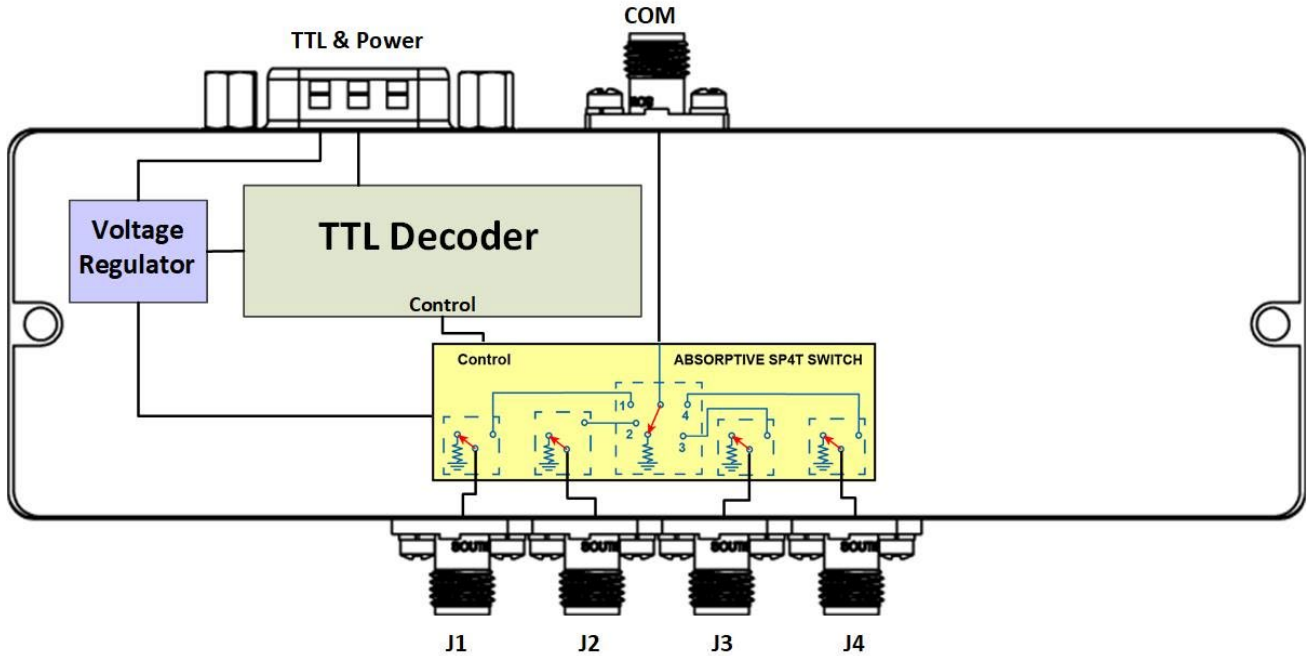 COM
TTL & Power
Voltage
Regulator
TTL Decoder
Control
Control
ABSORPTIVE SP4T SWITCH
1
4
2
3
J1
J2
J3
J4